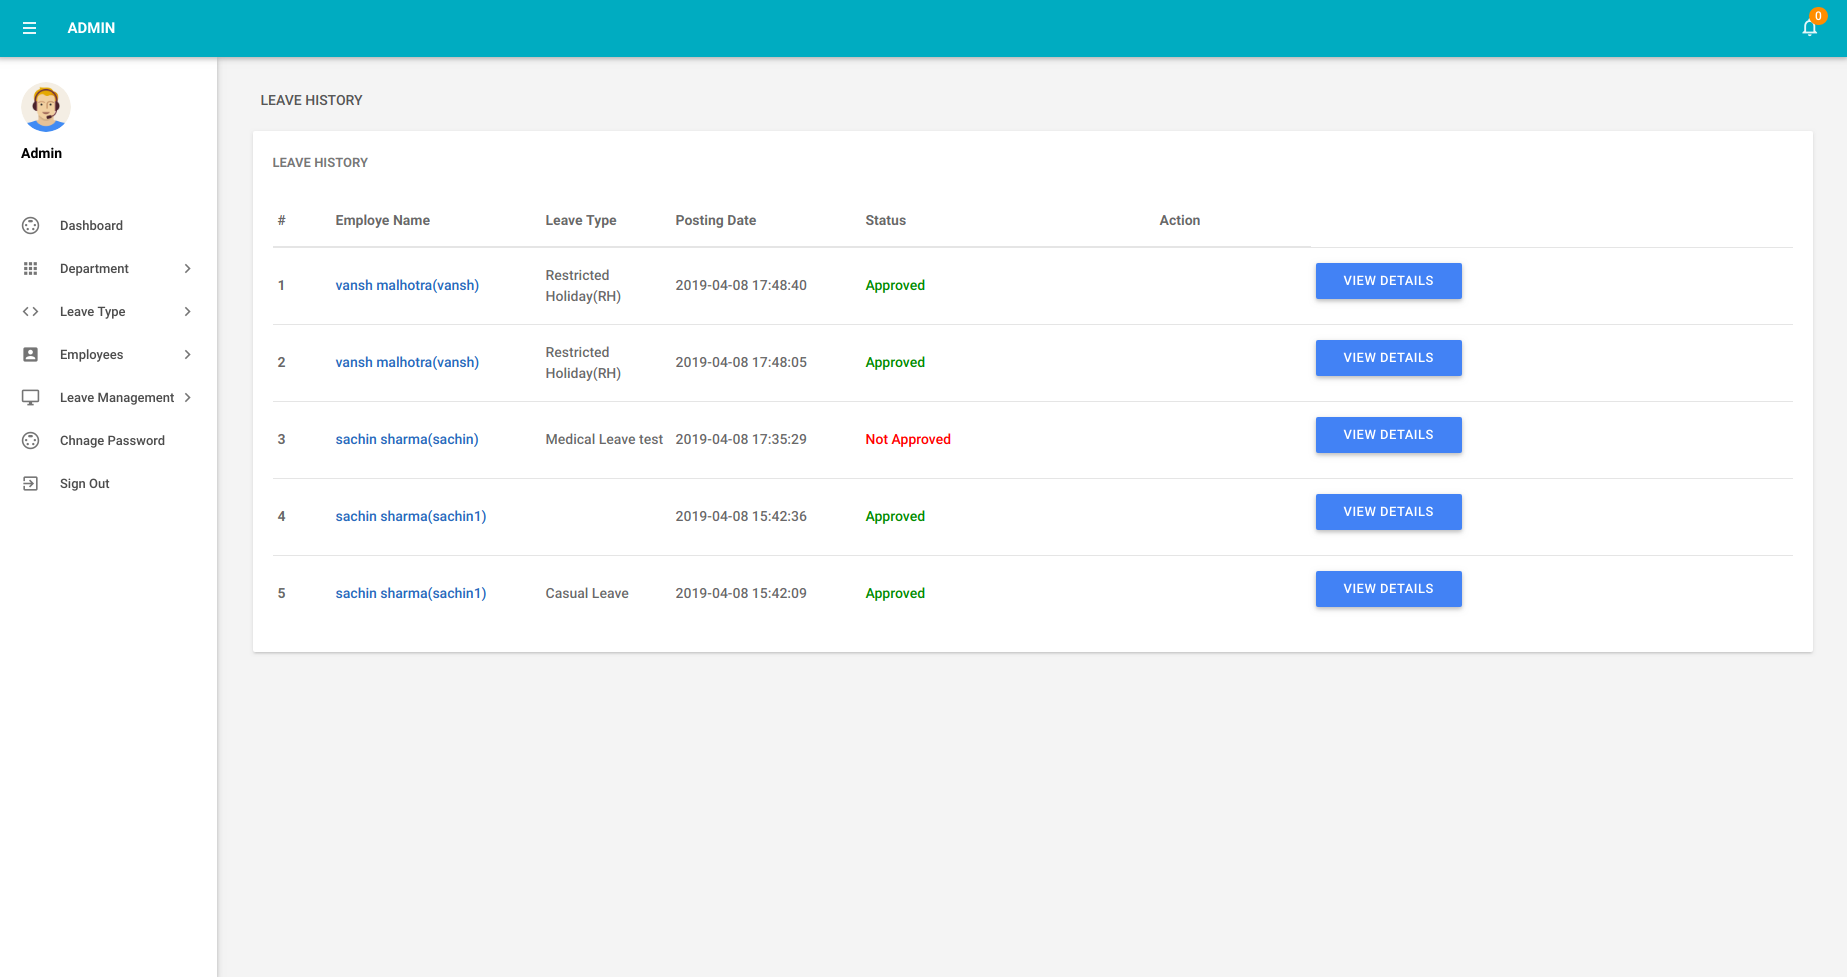 ADMIN
0
Admin
Dashboard
Department
Leave Type
Employees
Leave Management
Chnage Password
Sign Out
LEAVE HISTORY
LEAVE HISTORY
# Employe Name Leave Type Posting Date Status Action
1 vansh malhotra(vansh) Restricted Holiday(RH) 2019-04-08 17:48:40 Approved VIEW DETAILS
2 vansh malhotra(vansh) Restricted Holiday(RH) 2019-04-08 17:48:05 Approved VIEW DETAILS
3 sachin sharma(sachin) Medical Leave test 2019-04-08 17:35:29 Not Approved VIEW DETAILS
4 sachin sharma(sachin1) 2019-04-08 15:42:36 Approved VIEW DETAILS
5 sachin sharma(sachin1) Casual Leave 2019-04-08 15:42:09 Approved VIEW DETAILS